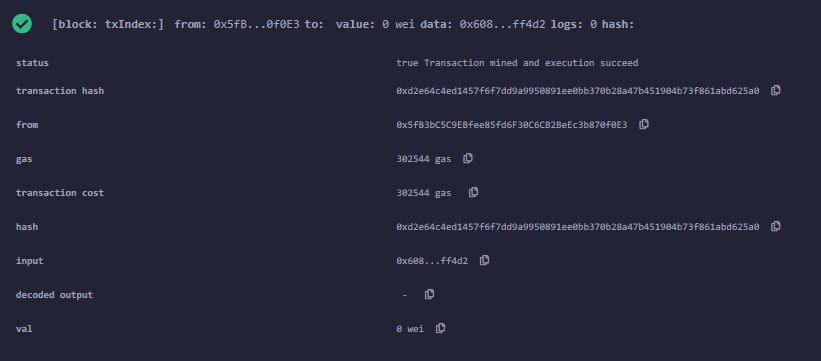 [block: txIndex:] from: 0x5fB...0f0E3 to: value: 0 wei data: 0x608...ff4d2 logs: 0 hash:
status true Transaction mined and execution succeed
transaction hash 0xd2e64c4ed1457f6f7dd9a9950891ee0bb370b28a47b451904b73f861abd625a0
from 0x5fB3bC5C9EBfee85fd6F30C6CB2BeEc3b870f0E3
gas 302544 gas
transaction cost 302544 gas
hash 0xd2e64c4ed1457f6f7dd9a9950891ee0bb370b28a47b451904b73f861abd625a0
input 0x608...ff4d2
decoded output -
val 0 wei